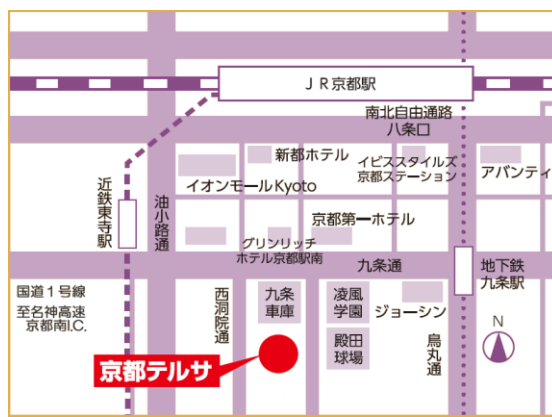 JR京都駅
南北自由通路
八条口
新都ホテル
イビススタイルズ
京都ステーション
アバンティ
イオンモールKyoto
近鉄東寺駅
油小路通
京都第一ホテル
グリンリッチ
ホテル京都駅南
九条通
地下鉄
九条駅
国道1号線
至名神高速
京都南I.C.
西洞院通
九条
車庫
凌風
学園
ジョーシン
烏丸通
殿田
球場
N
京都テルサ